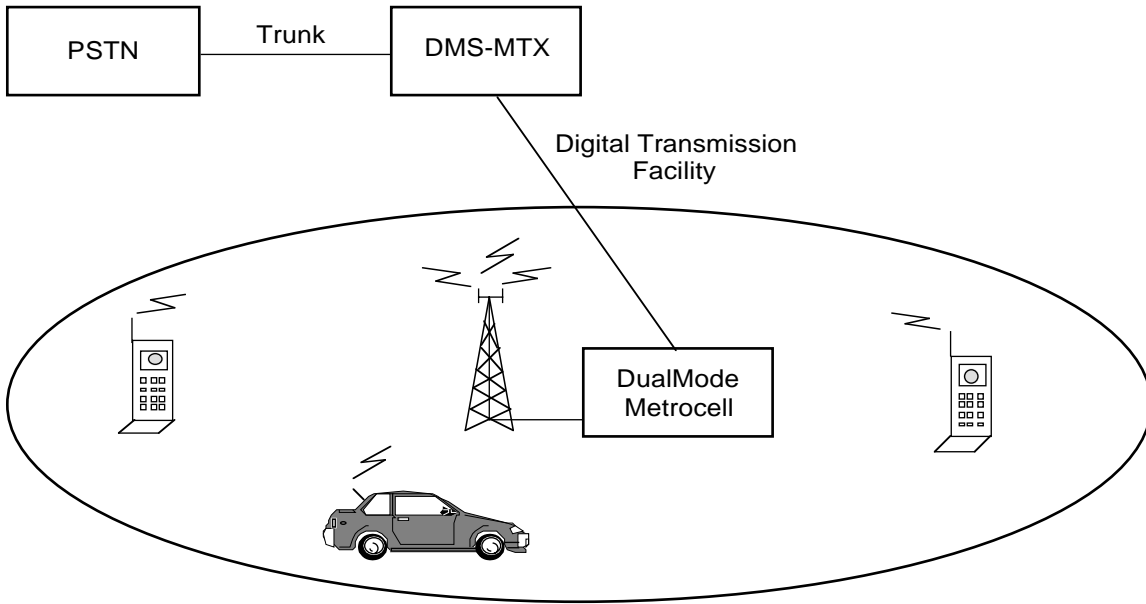 PSTN
Trunk
DMS-MTX
Digital Transmission
Facility
DualMode
Metrocell